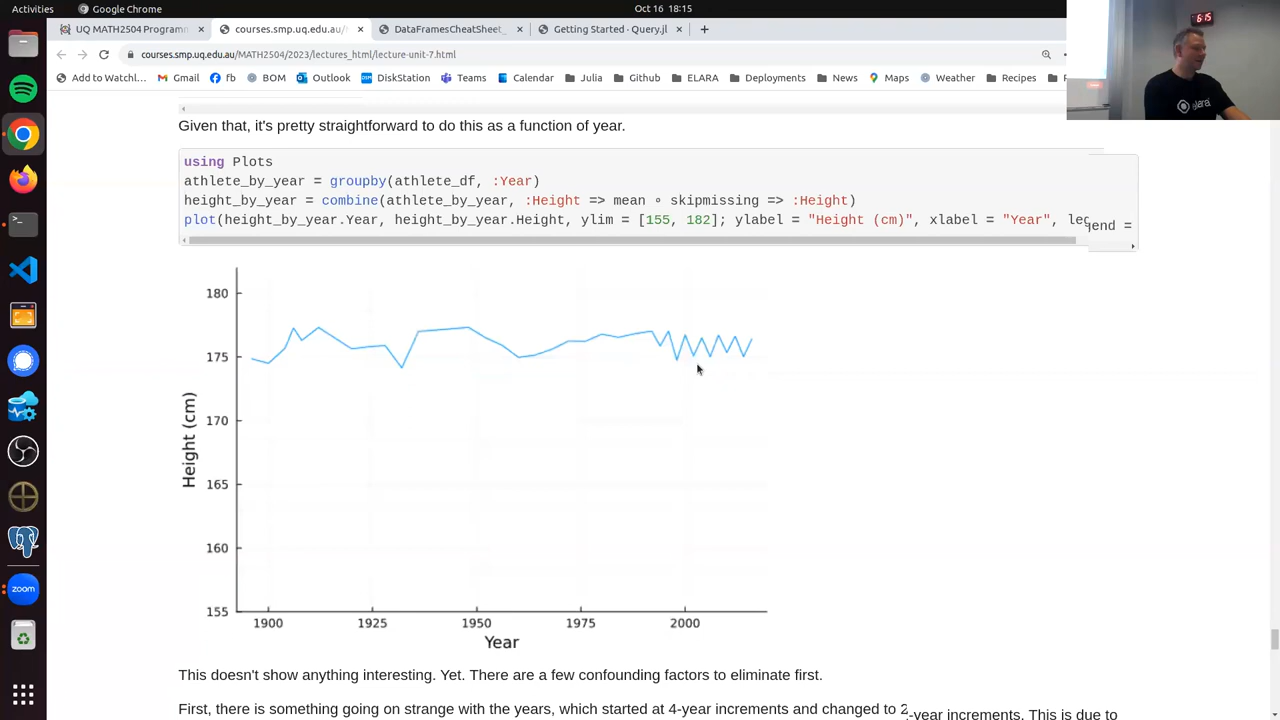 Activities
Google Chrome
Oct 16 18:15
UQ MATH2504 Programm
courses.smp.uq.edu.au/
DataFramesCheatSheet_
Getting Started · Query.jl
courses.smp.uq.edu.au/MATH2504/2023/lectures_html/lecture-unit-7.html
Add to Watchl...
Gmail
fb
BOM
Outlook
DiskStation
Teams
Calendar
Julia
Github
ELARA
Deployments
News
Maps
Weather
Recipes
6:15
Given that, it's pretty straightforward to do this as a function of year.
using Plots
athlete_by_year = groupby(athlete_df, :Year)
height_by_year = combine(athlete_by_year, :Height => mean ∘ skipmissing => :Height)
plot(height_by_year.Year, height_by_year.Height, ylim = [155, 182]; ylabel = "Height (cm)", xlabel = "Year", legend =
180
175
170
165
160
155
Height (cm)
1900 1925 1950 1975 2000
Year
This doesn't show anything interesting. Yet. There are a few confounding factors to eliminate first.
First, there is something going on strange with the years, which started at 4-year increments and changed to 2-year increments. This is due to
zoom